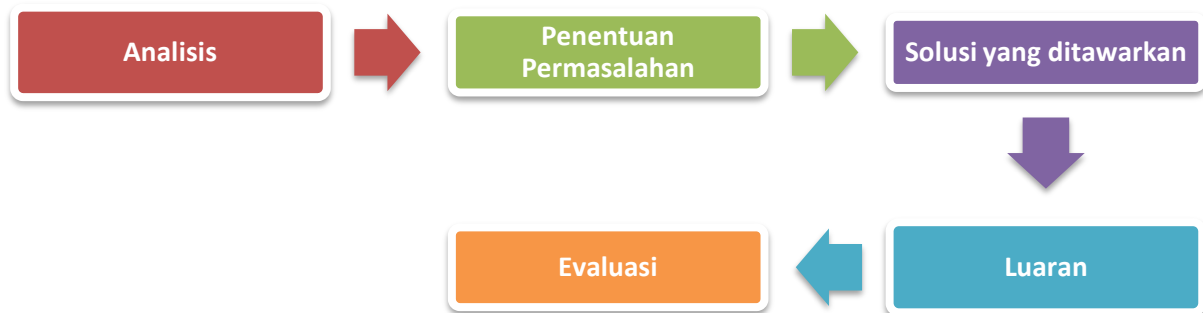 Analisis
Penentuan
Permasalahan
Solusi yang ditawarkan
Luaran
Evaluasi